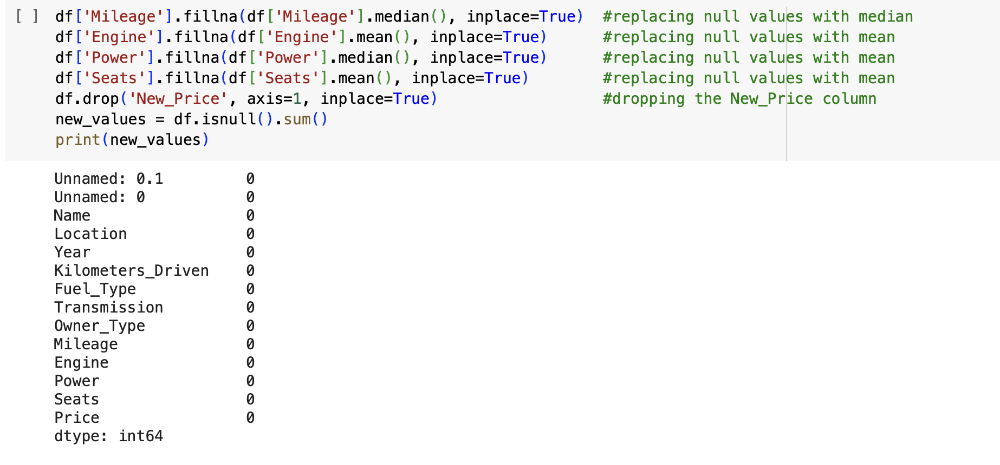 [ ] df['Mileage'].fillna(df['Mileage'].median(), inplace=True)  #replacing null values with median
df['Engine'].fillna(df['Engine'].mean(), inplace=True)      #replacing null values with mean
df['Power'].fillna(df['Power'].median(), inplace=True)      #replacing null values with mean
df['Seats'].fillna(df['Seats'].mean(), inplace=True)        #replacing null values with mean
df.drop('New_Price', axis=1, inplace=True)                  #dropping the New_Price column
new_values = df.isnull().sum()
print(new_values)
Unnamed: 0.1         0
Unnamed: 0           0
Name                 0
Location             0
Year                 0
Kilometers_Driven    0
Fuel_Type            0
Transmission         0
Owner_Type           0
Mileage              0
Engine               0
Power                0
Seats                0
Price                0
dtype: int64